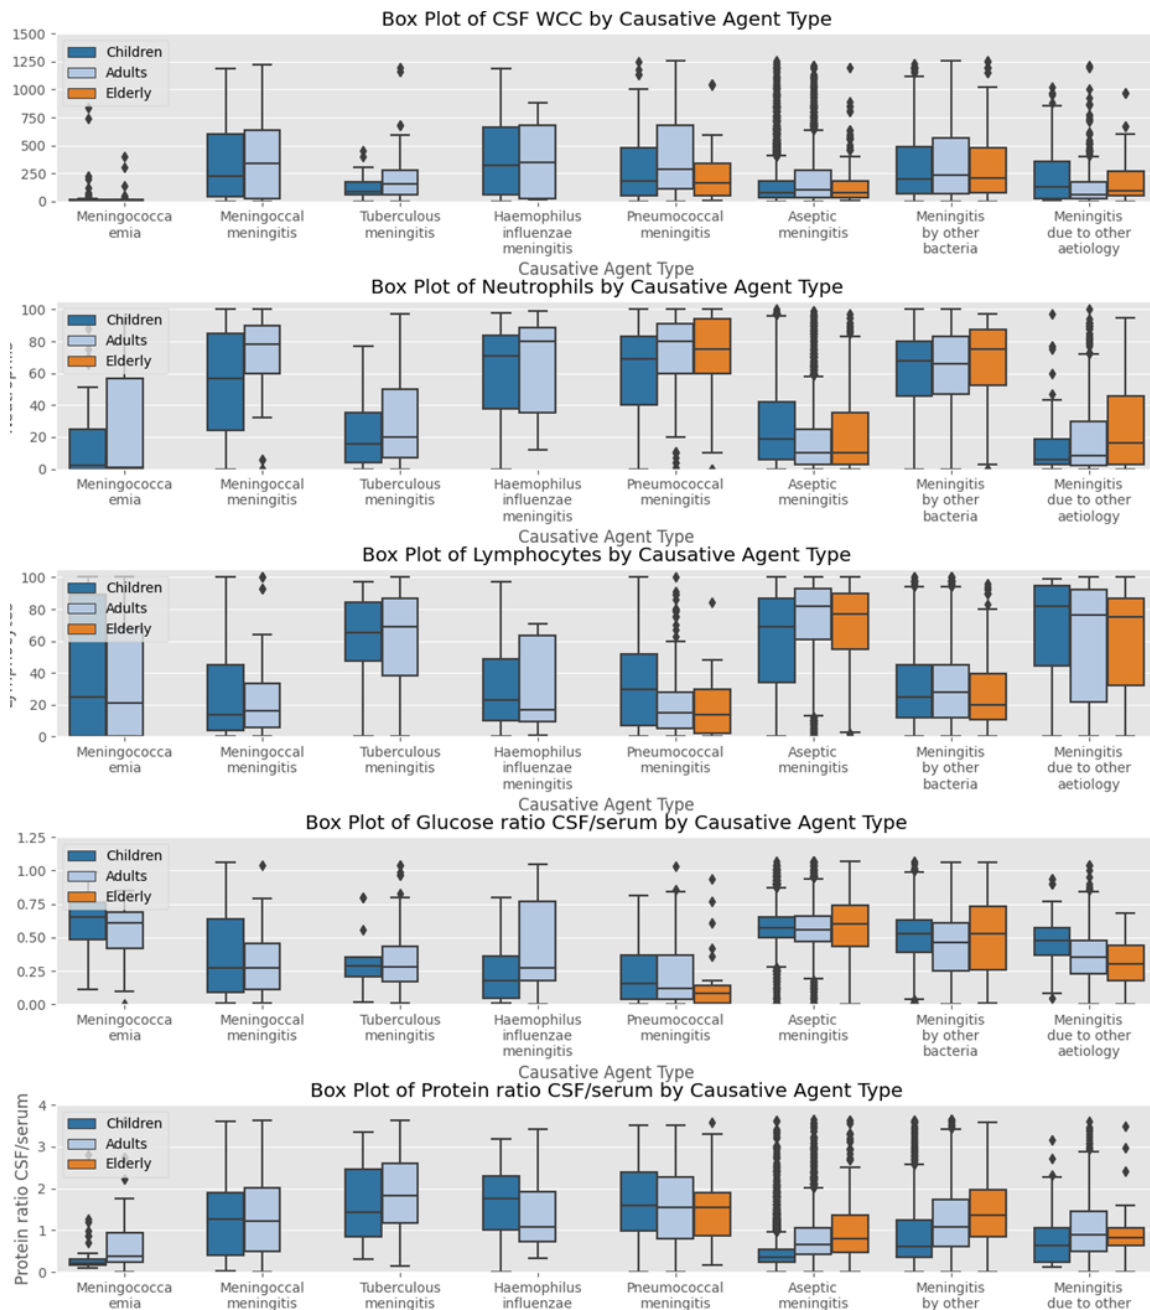 Box Plot of CSF WCC by Causative Agent Type
1500
1250
1000
750
500
250
0
Children
Adults
Elderly
Meningococca
emia
Meningoccal
meningitis
Tuberculous
meningitis
Haemophilus
influenzae
meningitis
Pneumococcal
meningitis
Aseptic
meningitis
Meningitis
by other
bacteria
Meningitis
due to other
aetiology
Causative Agent Type
Box Plot of Neutrophils by Causative Agent Type
100
80
60
40
20
0
Children
Adults
Elderly
Meningococca
emia
Meningoccal
meningitis
Tuberculous
meningitis
Haemophilus
influenzae
meningitis
Pneumococcal
meningitis
Aseptic
meningitis
Meningitis
by other
bacteria
Meningitis
due to other
aetiology
Causative Agent Type
Box Plot of Lymphocytes by Causative Agent Type
100
80
60
40
20
0
Children
Adults
Elderly
Meningococca
emia
Meningoccal
meningitis
Tuberculous
meningitis
Haemophilus
influenzae
meningitis
Pneumococcal
meningitis
Aseptic
meningitis
Meningitis
by other
bacteria
Meningitis
due to other
aetiology
Causative Agent Type
Box Plot of Glucose ratio CSF/serum by Causative Agent Type
1.25
1.00
0.75
0.50
0.25
0.00
Children
Adults
Elderly
Meningococca
emia
Meningoccal
meningitis
Tuberculous
meningitis
Haemophilus
influenzae
meningitis
Pneumococcal
meningitis
Aseptic
meningitis
Meningitis
by other
bacteria
Meningitis
due to other
aetiology
Causative Agent Type
Box Plot of Protein ratio CSF/serum by Causative Agent Type
Protein ratio CSF/serum
4
3
2
1
0
Children
Adults
Elderly
Meningococca
emia
Meningoccal
meningitis
Tuberculous
meningitis
Haemophilus
influenzae
Pneumococcal
meningitis
Aseptic
meningitis
Meningitis
by other
Meningitis
due to other